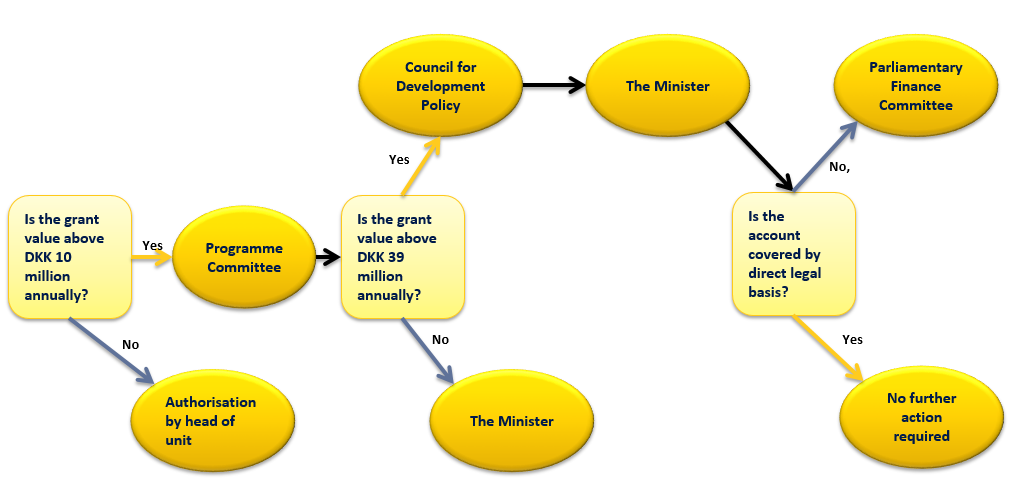 Council for
Development
Policy
The Minister
Parliamentary
Finance
Committee
Yes
No,
Is the grant
value above
DKK 10
million
annually?
Yes
Programme
Committee
Is the grant
value above
DKK 39
million
annually?
Is the
account
covered by
direct legal
basis?
No
No
Yes
Authorisation
by head of
unit
The Minister
No further
action
required